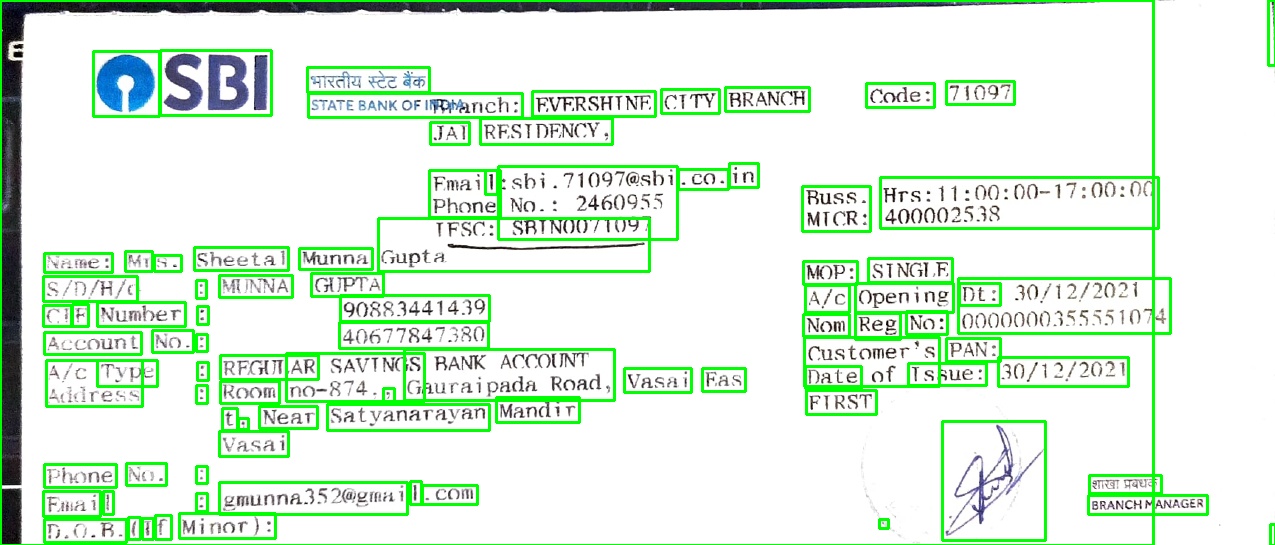 SBI
भारतीय स्टेट बैंक
STATE BANK OF INDIA
Branch: EVERSHINE CITY BRANCH
Code: 71097
JAI RESIDENCY,
Email:sbi.71097@sbi.co.in
Phone No.: 2460955
IFSC: SBIN0071097
Buss. Hrs:11:00:00-17:00:00
MICR: 400002538
Name: Mrs. Sheetal Munna Gupta
S/D/H/o : MUNNA GUPTA
CIF Number : 90883441439
Account No.: 40677847380
A/c Type : REGULAR SAVINGS BANK ACCOUNT
Address : Room no-874., Gauraipada Road, Vasai Eas
t, Near Satyanarayan Mandir
Vasai
Phone No. :
Email : gmunna352@gmail.com
D.O.B.(If Minor):
MOP: SINGLE
A/c Opening Dt: 30/12/2021
Nom Reg No: 0000000355551074
Customer's PAN:
Date of Issue: 30/12/2021
FIRST
शाखा प्रबंधक
BRANCH MANAGER